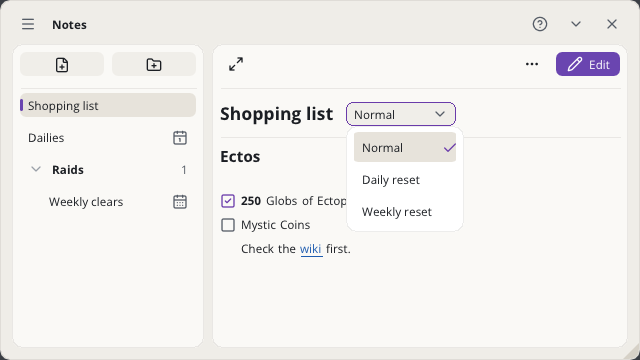 Notes
Edit
Shopping list
Dailies
Raids 1
Weekly clears
Shopping list Normal
Normal
Daily reset
Weekly reset
Ectos
250 Globs of Ectop
Mystic Coins
Check the wiki first.